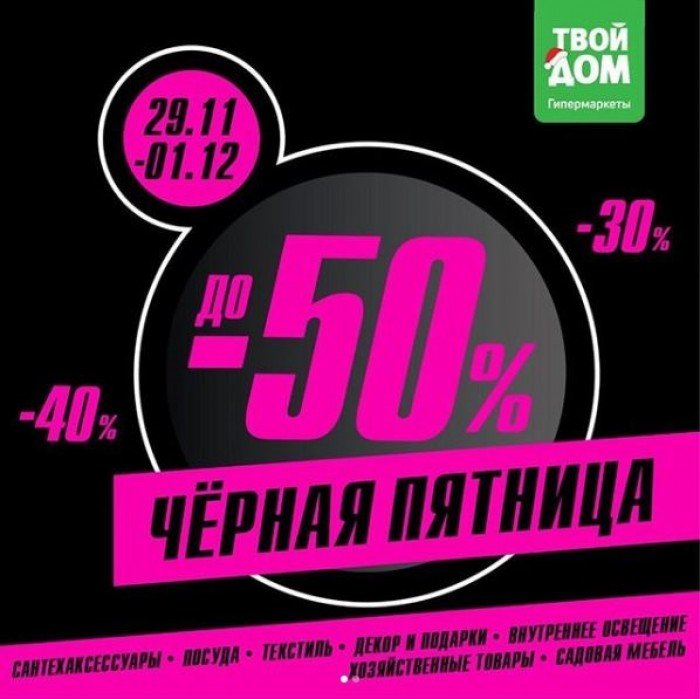 ТВОЙ
ДОМ
Гипермаркеты
29.11
-01.12
-30%
ДО
-50%
-40%
ЧЁРНАЯ ПЯТНИЦА
САНТЕХАКСЕССУАРЫ • ПОСУДА • ТЕКСТИЛЬ • ДЕКОР И ПОДАРКИ • ВНУТРЕННЕЕ ОСВЕЩЕНИЕ
ХОЗЯЙСТВЕННЫЕ ТОВАРЫ • САДОВАЯ МЕБЕЛЬ